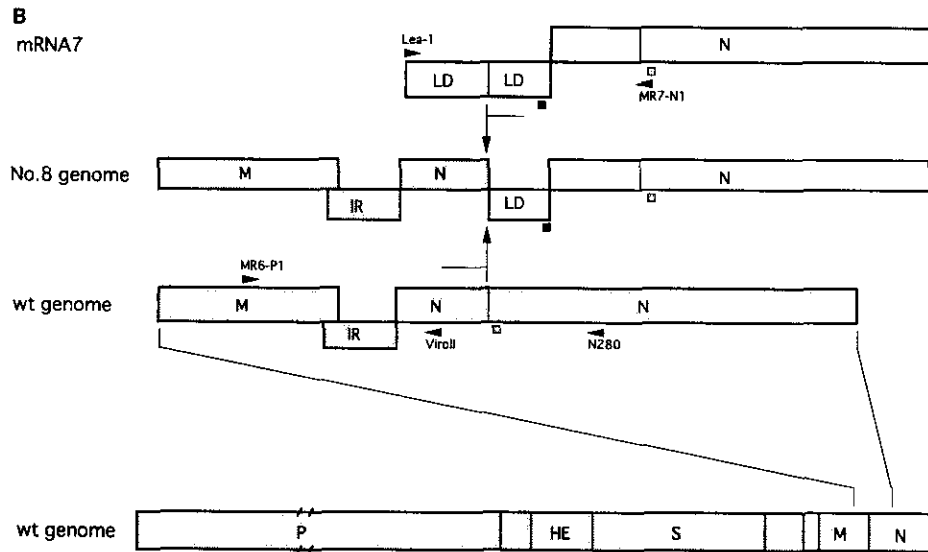 B
mRNA7
Lea-1
N
LD LD
MR7-N1
No.8 genome
M N N
IR LD
MR6-P1
wt genome
M N N
IR ViroII N280
wt genome
P HE S M N